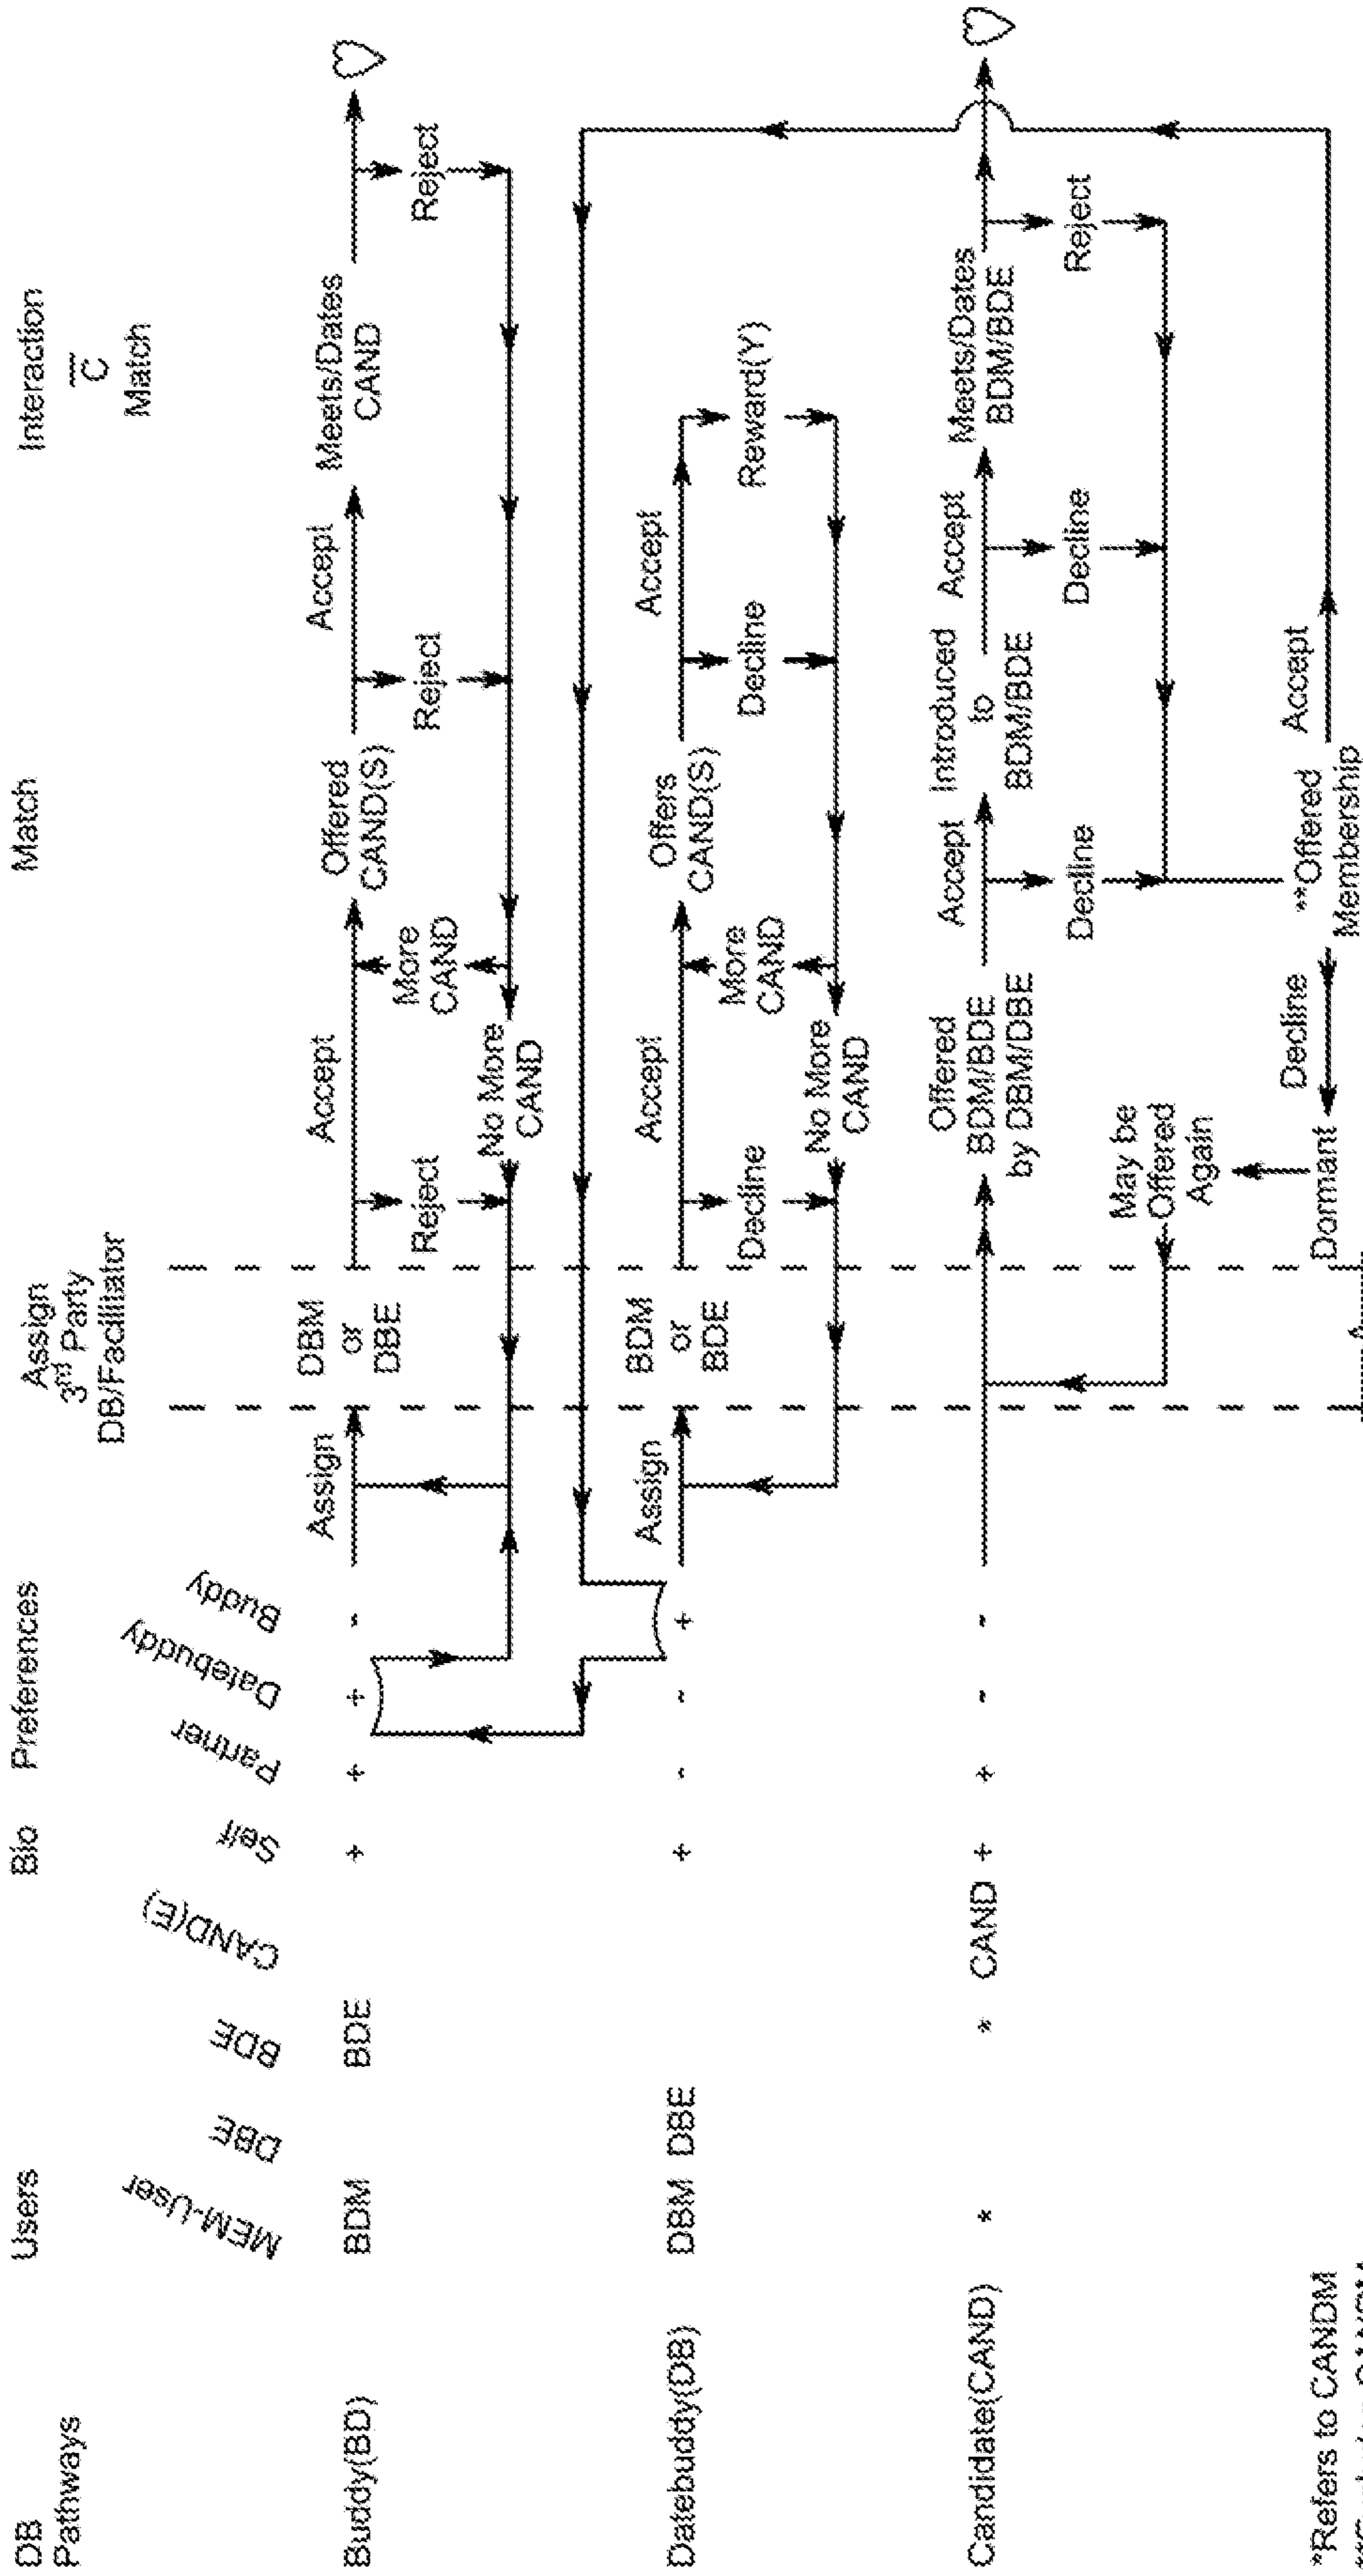 DB
Pathways
Users
Bio
Preferences
Assign
3rd Party
DB/Facilitator
Match
Interaction
C
Match
MEM-User
DBE
BDE
CAND(E)
Self
Partner
Datebuddy
Buddy
Buddy(BD)
BDM
BDE
+
+
+
-
Assign
DBM
or
DBE
Accept
Reject
More
CAND
No More
CAND
Offered
CAND(S)
Accept
Reject
Meets/Dates
CAND
Reject
Datebuddy(DB)
DBM
DBE
+
-
-
+
Assign
BDM
or
BDE
Accept
Decline
More
CAND
No More
CAND
Offers
CAND(S)
Accept
Decline
Reward(Y)
Candidate(CAND)
*
*
CAND
+
+
-
-
Offered
BDM/BDE
by DBM/DBE
Accept
Decline
Introduced
to
BDM/BDE
Accept
Decline
Meets/Dates
BDM/BDE
Reject
May be
Offered
Again
Dormant
Decline
**Offered
Membership
Accept
*Refers to CANDM